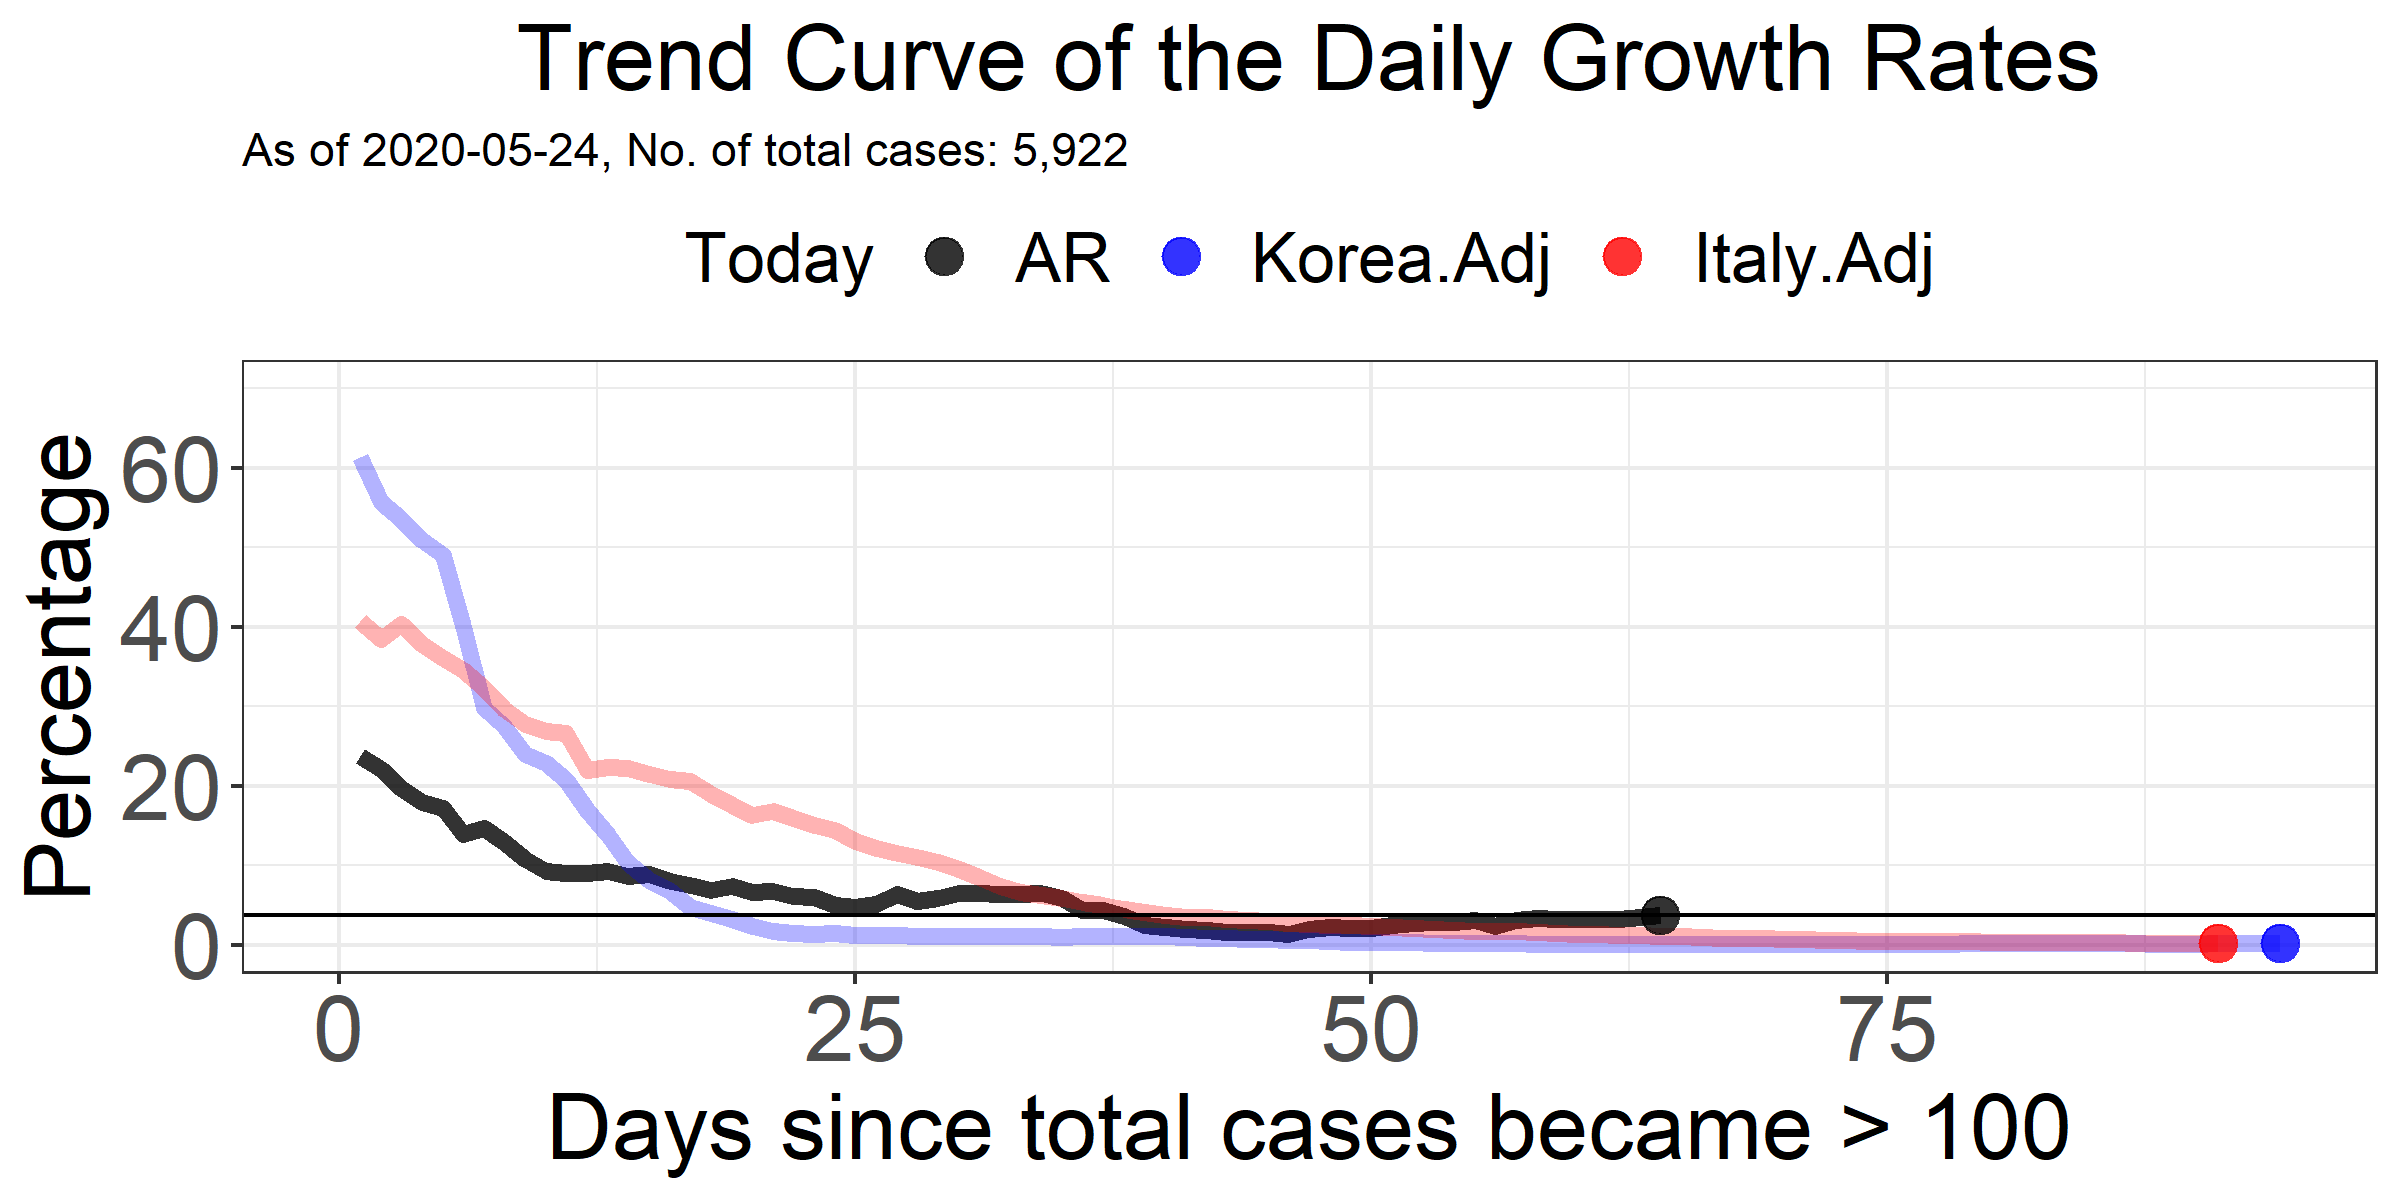 Trend Curve of the Daily Growth Rates
As of 2020-05-24, No. of total cases: 5,922
Today AR Korea.Adj Italy.Adj
Percentage
60
40
20
0
0 25 50 75
Days since total cases became > 100